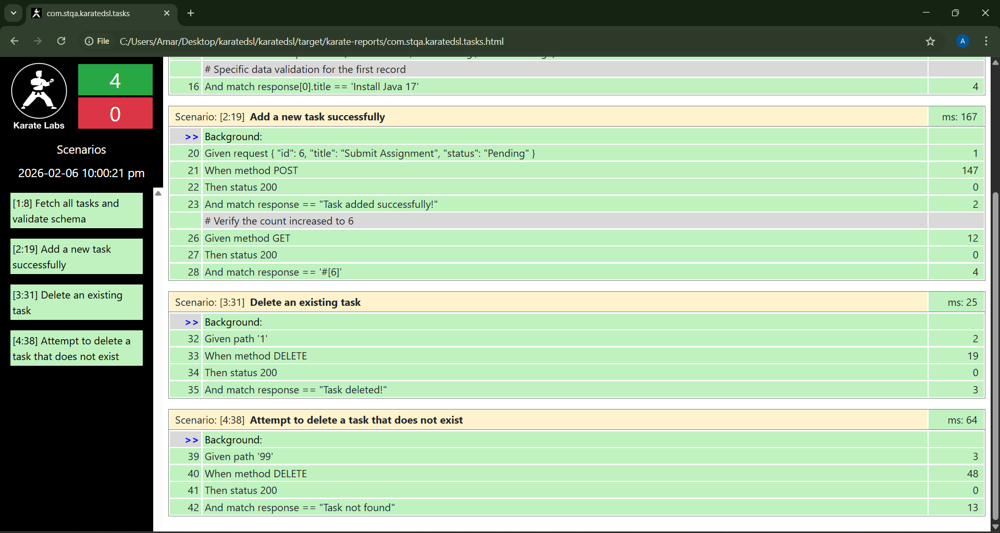 com.stqa.karatedsl.tasks
File C:/Users/Amar/Desktop/karatedsl/karatedsl/target/karate-reports/com.stqa.karatedsl.tasks.html
A
4
0
Karate Labs
Scenarios
2026-02-06 10:00:21 pm
[1:8] Fetch all tasks and
validate schema
[2:19] Add a new task
successfully
[3:31] Delete an existing
task
[4:38] Attempt to delete a
task that does not exist
# Specific data validation for the first record
16 And match response[0].title == 'Install Java 17' 4
Scenario: [2:19] Add a new task successfully ms: 167
>> Background:
20 Given request { "id": 6, "title": "Submit Assignment", "status": "Pending" } 1
21 When method POST 147
22 Then status 200 0
23 And match response == "Task added successfully!" 2
# Verify the count increased to 6
26 Given method GET 12
27 Then status 200 0
28 And match response == '#[6]' 4
Scenario: [3:31] Delete an existing task ms: 25
>> Background:
32 Given path '1' 2
33 When method DELETE 19
34 Then status 200 0
35 And match response == "Task deleted!" 3
Scenario: [4:38] Attempt to delete a task that does not exist ms: 64
>> Background:
39 Given path '99' 3
40 When method DELETE 48
41 Then status 200 0
42 And match response == "Task not found" 13